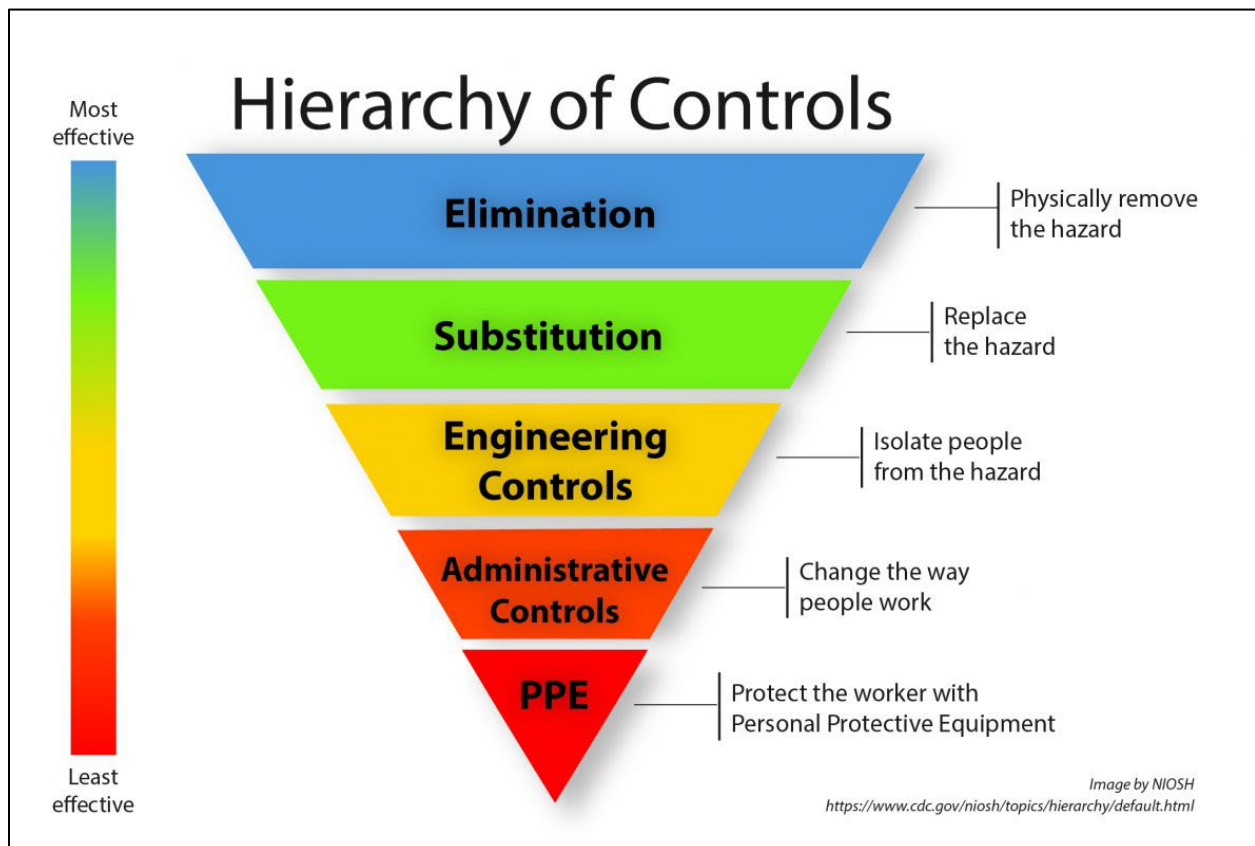 Hierarchy of Controls
Most
effective
Elimination
Physically remove
the hazard
Substitution
Replace
the hazard
Engineering
Controls
Isolate people
from the hazard
Administrative
Controls
Change the way
people work
PPE
Protect the worker with
Personal Protective Equipment
Least
effective
Image by NIOSH
https://www.cdc.gov/niosh/topics/hierarchy/default.html